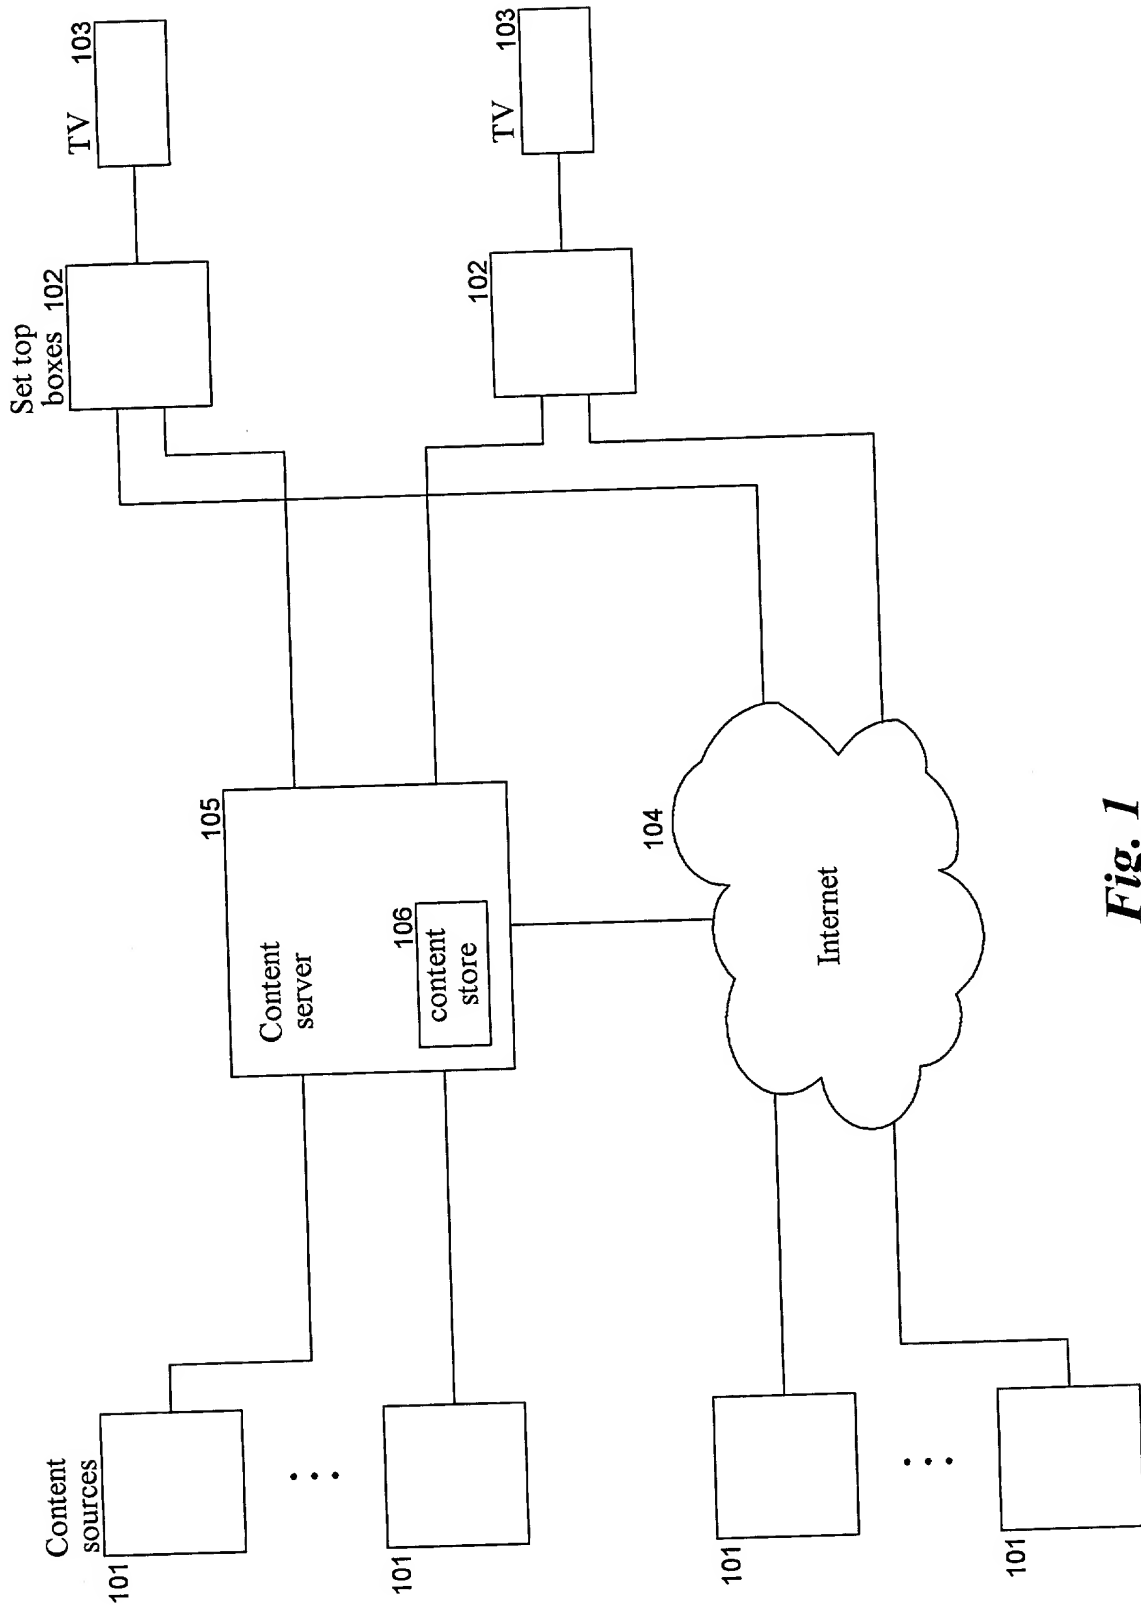 Content
sources
101
101
101
101
Content
server
105
106
content
store
104
Internet
Set top
boxes 102
102
TV 103
TV 103
Fig. 1